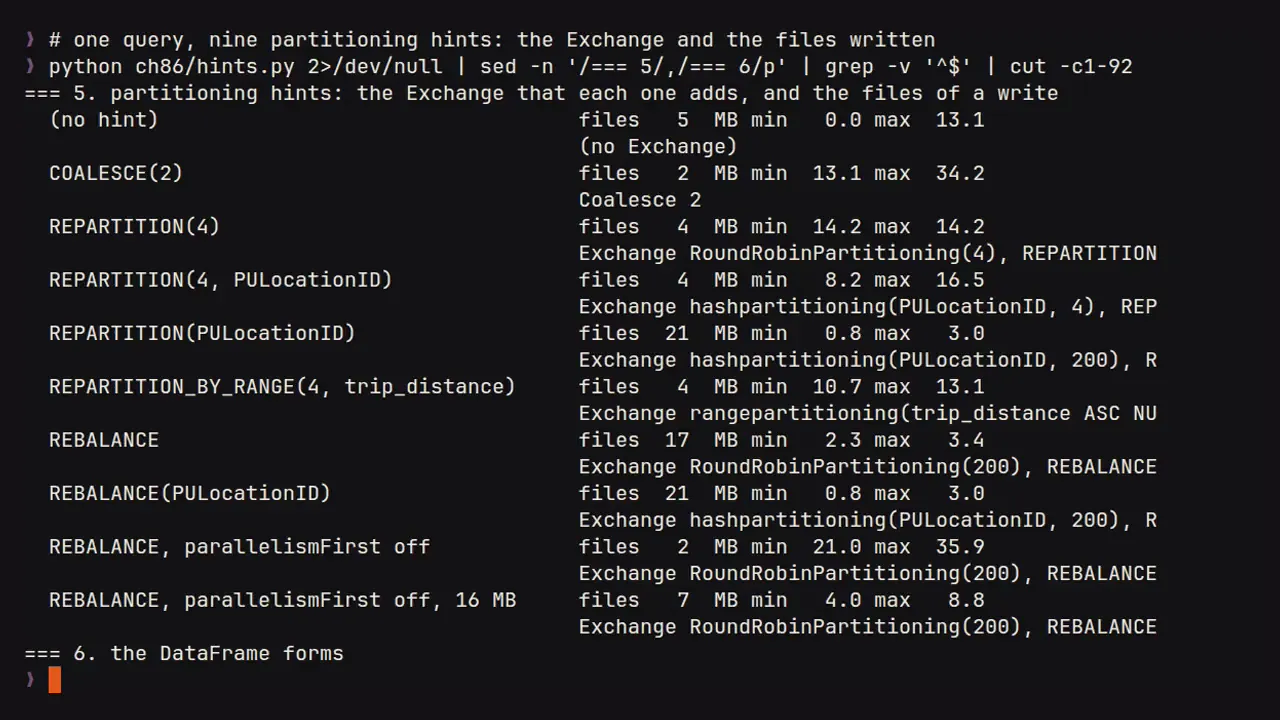 ❯ # one query, nine partitioning hints: the Exchange and the files written
❯ python ch86/hints.py 2>/dev/null | sed -n '/=== 5/,/=== 6/p' | grep -v '^$' | cut -c1-92
=== 5. partitioning hints: the Exchange that each one adds, and the files of a write
(no hint) files 5 MB min 0.0 max 13.1
(no Exchange)
COALESCE(2) files 2 MB min 13.1 max 34.2
Coalesce 2
REPARTITION(4) files 4 MB min 14.2 max 14.2
Exchange RoundRobinPartitioning(4), REPARTITION
REPARTITION(4, PULocationID) files 4 MB min 8.2 max 16.5
Exchange hashpartitioning(PULocationID, 4), REP
REPARTITION(PULocationID) files 21 MB min 0.8 max 3.0
Exchange hashpartitioning(PULocationID, 200), R
REPARTITION_BY_RANGE(4, trip_distance) files 4 MB min 10.7 max 13.1
Exchange rangepartitioning(trip_distance ASC NU
REBALANCE files 17 MB min 2.3 max 3.4
Exchange RoundRobinPartitioning(200), REBALANCE
REBALANCE(PULocationID) files 21 MB min 0.8 max 3.0
Exchange hashpartitioning(PULocationID, 200), R
REBALANCE, parallelismFirst off files 2 MB min 21.0 max 35.9
Exchange RoundRobinPartitioning(200), REBALANCE
REBALANCE, parallelismFirst off, 16 MB files 7 MB min 4.0 max 8.8
Exchange RoundRobinPartitioning(200), REBALANCE
=== 6. the DataFrame forms
❯